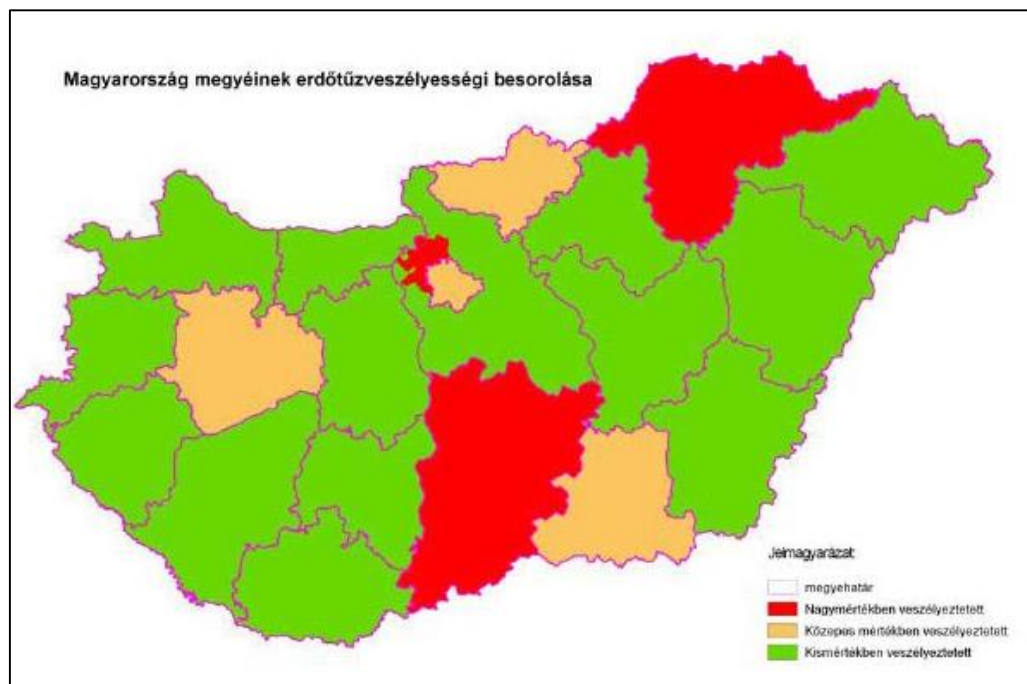 Magyarország megyéinek erdőtűzveszélyességi besorolása
Jelmagyarázat:
megyehatár
Nagymértékben veszélyeztetett
Közepes mértékben veszélyeztetett
Kismértékben veszélyeztetett